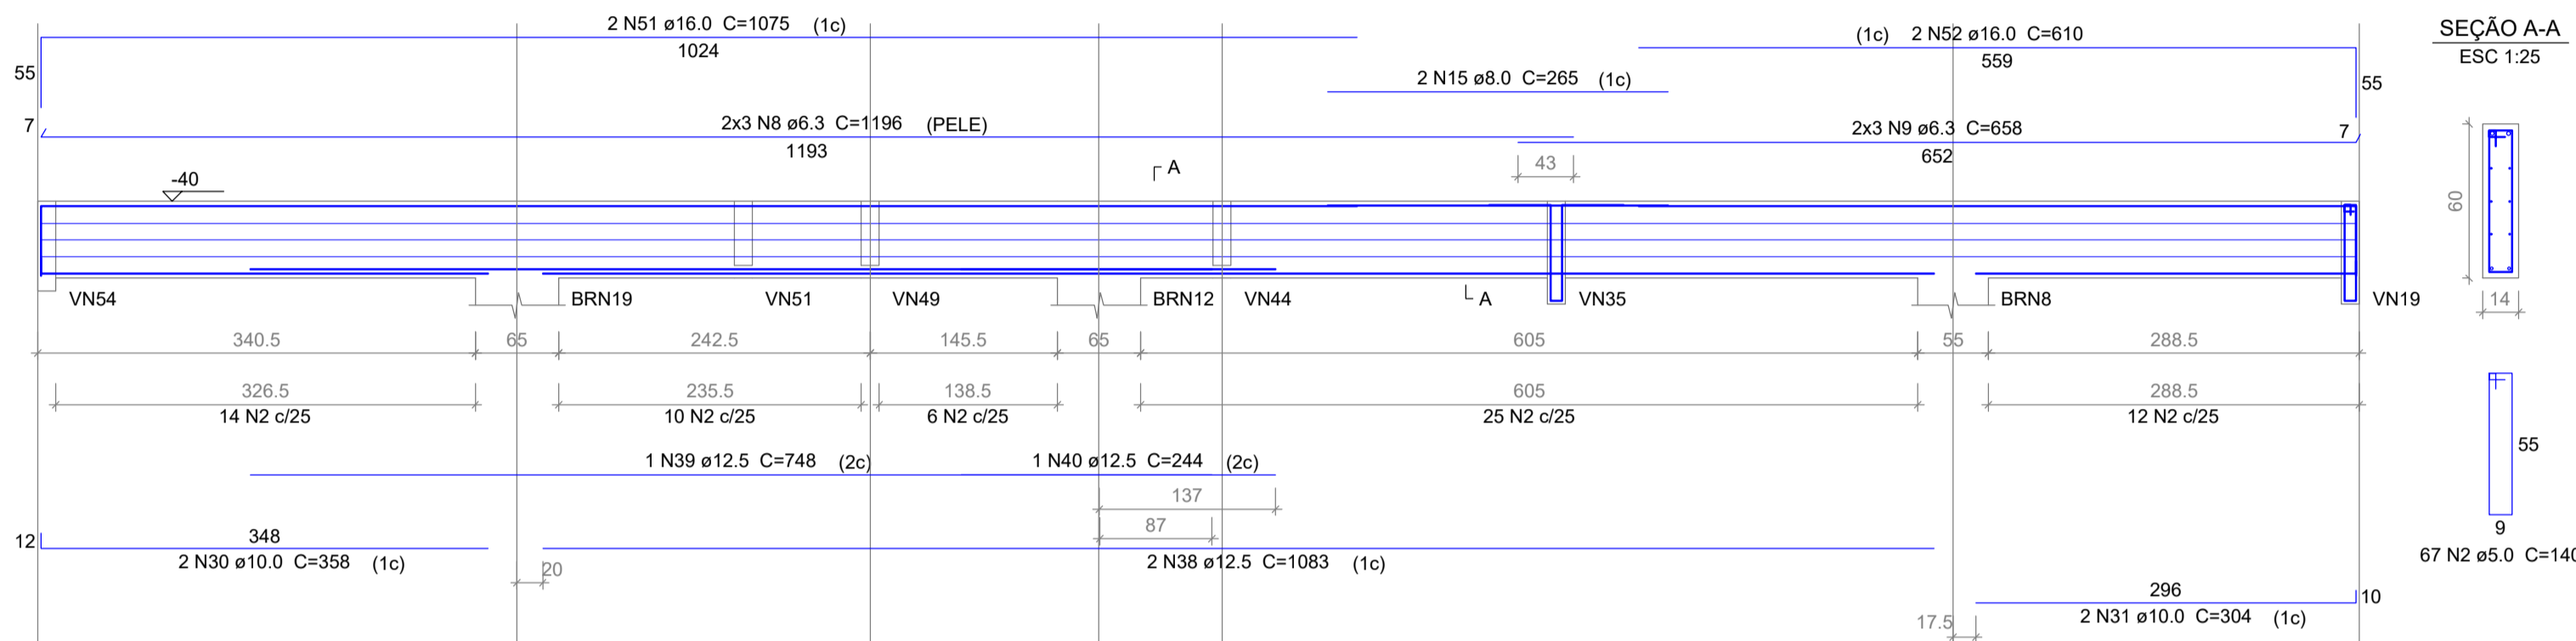 2 N51 ø16.0 C=1075 (1c)
1024
(1c) 2 N52 ø16.0 C=610
559
SEÇÃO A-A
ESC 1:25
55
2 N15 ø8.0 C=265 (1c)
55
7
2x3 N8 ø6.3 C=1196 (PELE)
1193
2x3 N9 ø6.3 C=658
652
7
43
A
-40
60
14
VN54
BRN19
VN51
VN49
BRN12
VN44
A
VN35
BRN8
VN19
340.5
65
242.5
145.5
65
605
55
288.5
326.5
235.5
138.5
605
288.5
14 N2 c/25
10 N2 c/25
6 N2 c/25
25 N2 c/25
12 N2 c/25
55
9
67 N2 ø5.0 C=140
1 N39 ø12.5 C=748 (2c)
1 N40 ø12.5 C=244 (2c)
137
87
12
348
2 N30 ø10.0 C=358 (1c)
20
2 N38 ø12.5 C=1083 (1c)
296
10
2 N31 ø10.0 C=304 (1c)
17.5